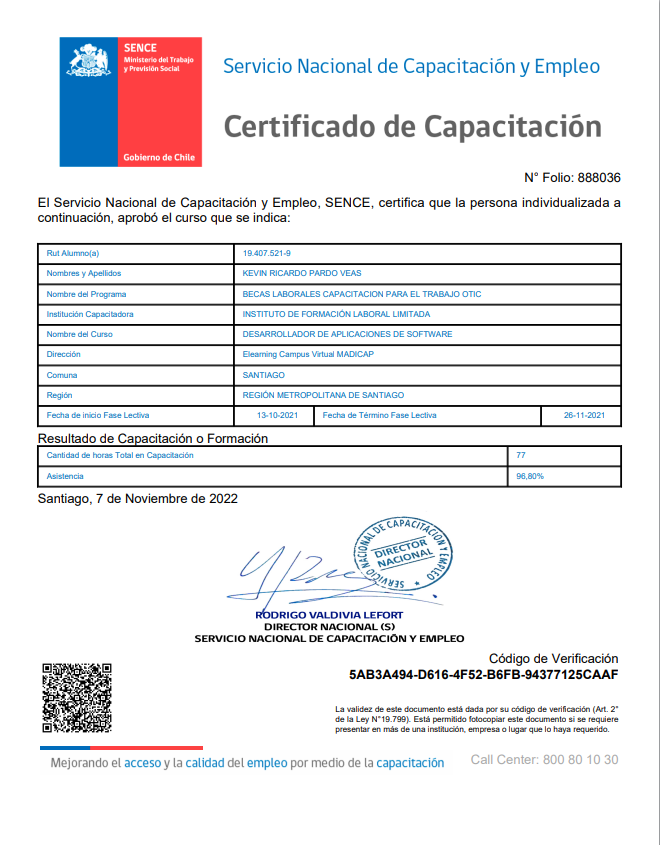 SENCE
Ministerio del Trabajo
y Previsión Social
Gobierno de Chile
Servicio Nacional de Capacitación y Empleo
Certificado de Capacitación
N° Folio: 888036
El Servicio Nacional de Capacitación y Empleo, SENCE, certifica que la persona individualizada a
continuación, aprobó el curso que se indica:
Rut Alumno(a) 19.407.521-9
Nombres y Apellidos KEVIN RICARDO PARDO VEAS
Nombre del Programa BECAS LABORALES CAPACITACION PARA EL TRABAJO OTIC
Institución Capacitadora INSTITUTO DE FORMACIÓN LABORAL LIMITADA
Nombre del Curso DESARROLLADOR DE APLICACIONES DE SOFTWARE
Dirección Elearning Campus Virtual MADICAP
Comuna SANTIAGO
Región REGIÓN METROPOLITANA DE SANTIAGO
Fecha de inicio Fase Lectiva 13-10-2021 Fecha de Término Fase Lectiva 26-11-2021
Resultado de Capacitación o Formación
Cantidad de horas Total en Capacitación 77
Asistencia 96,80%
Santiago, 7 de Noviembre de 2022
SERVICIO NACIONAL DE CAPACITACIÓN Y EMPLEO
DIRECTOR
NACIONAL
RODRIGO VALDIVIA LEFORT
DIRECTOR NACIONAL (S)
SERVICIO NACIONAL DE CAPACITACIÓN Y EMPLEO
Código de Verificación
5AB3A494-D616-4F52-B6FB-94377125CAAF
La validez de este documento está dada por su código de verificación (Art. 2°
de la Ley N°19.799). Está permitido fotocopiar este documento si se requiere
presentar en más de una institución, empresa o lugar que lo haya requerido.
Mejorando el acceso y la calidad del empleo por medio de la capacitación
Call Center: 800 80 10 30